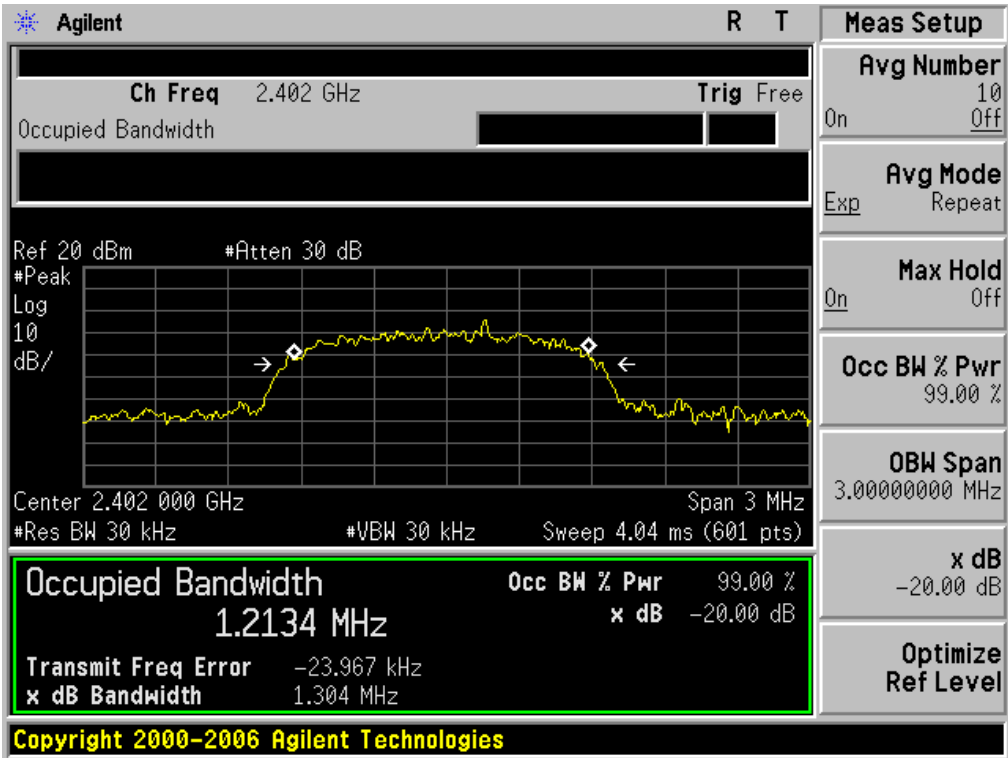 Agilent R T
Ch Freq 2.402 GHz Trig Free
Occupied Bandwidth
Ref 20 dBm #Atten 30 dB
#Peak
Log
10
dB/
Center 2.402 000 GHz Span 3 MHz
#Res BW 30 kHz #VBW 30 kHz Sweep 4.04 ms (601 pts)
Occupied Bandwidth Occ BW % Pwr 99.00 %
1.2134 MHz x dB -20.00 dB
Transmit Freq Error -23.967 kHz
x dB Bandwidth 1.304 MHz
Copyright 2000-2006 Agilent Technologies
Meas Setup
Avg Number
10
On Off
Avg Mode
Exp Repeat
Max Hold
On Off
Occ BW % Pwr
99.00 %
OBW Span
3.00000000 MHz
x dB
-20.00 dB
Optimize
Ref Level